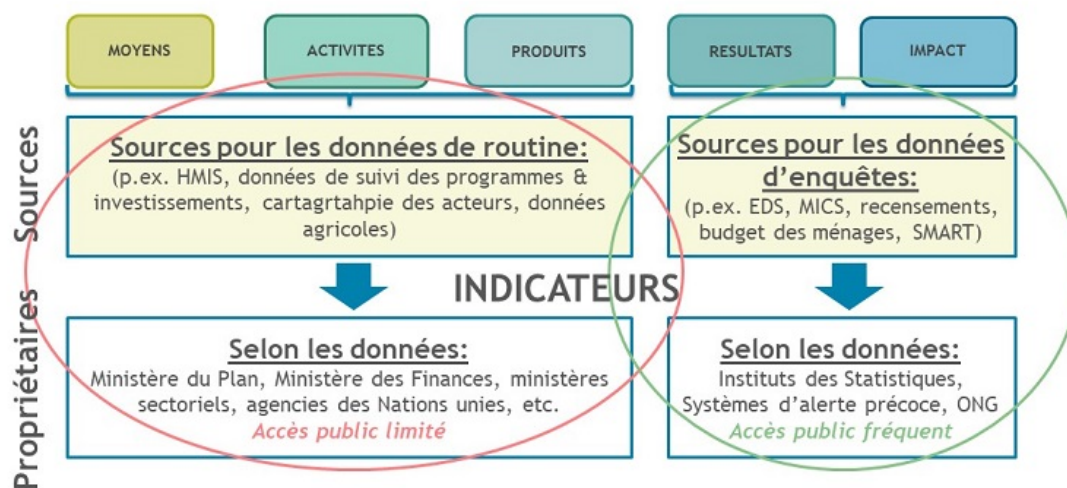 MOYENS
ACTIVITES
PRODUITS
RESULTATS
IMPACT
Sources
Sources pour les données de routine:
(p.ex. HMIS, données de suivi des programmes &
investissements, cartagrtahpie des acteurs, données
agricoles)
Sources pour les données
d'enquêtes:
(p.ex. EDS, MICS, recensements,
budget des ménages, SMART)
INDICATEURS
Propriétaires
Selon les données:
Ministère du Plan, Ministère des Finances, ministères
sectoriels, agencies des Nations unies, etc.
Accès public limité
Selon les données:
Instituts des Statistiques,
Systèmes d'alerte précoce, ONG
Accès public fréquent